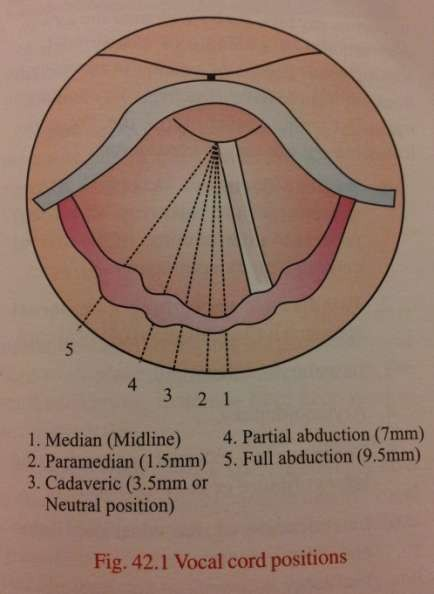 5
4
3
2
1
1. Median (Midline)
2. Paramedian (1.5mm)
3. Cadaveric (3.5mm or
Neutral position)
4. Partial abduction (7mm)
5. Full abduction (9.5mm)
Fig. 42.1 Vocal cord positions